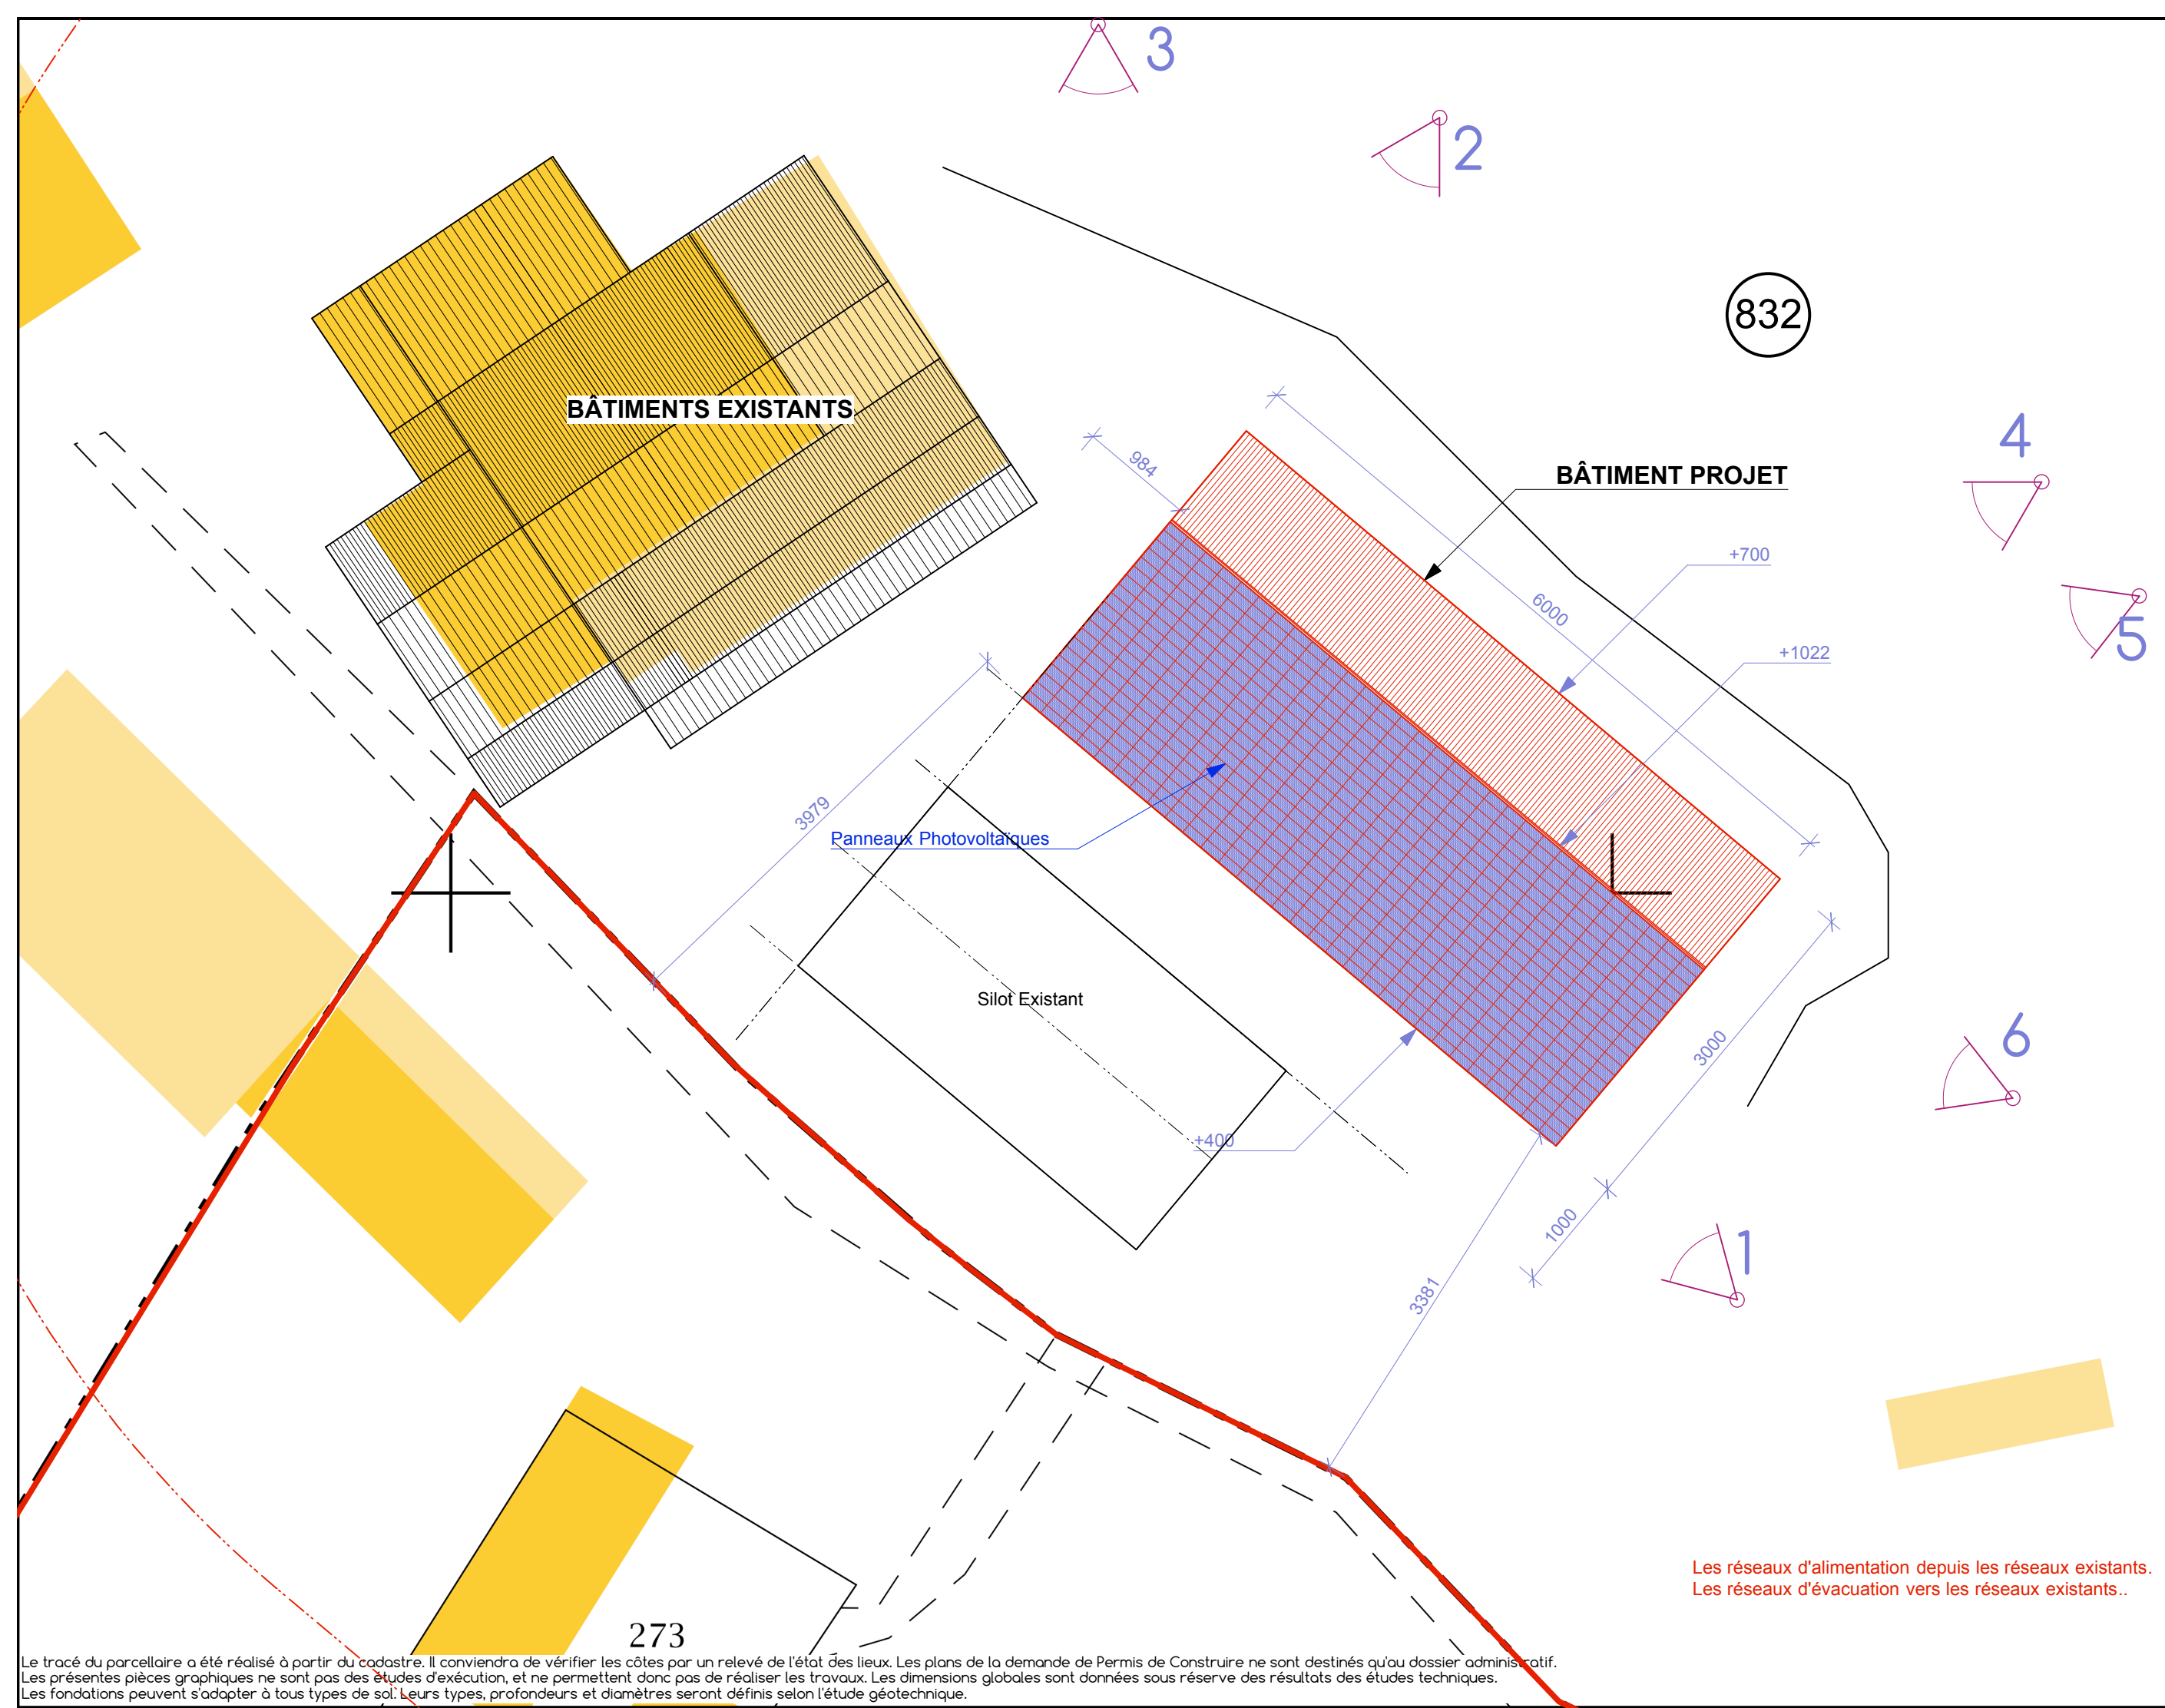 3
2
832
4
BÂTIMENTS EXISTANTS
984
BÂTIMENT PROJET
+700
6000
5
+1022
3979
Panneaux Photovoltaïques
Silot Existant
6
3000
+400
1000
1
3381
Les réseaux d'alimentation depuis les réseaux existants.
Les réseaux d'évacuation vers les réseaux existants..
273
Le tracé du parcellaire a été réalisé à partir du cadastre. Il conviendra de vérifier les côtes par un relevé de l'état des lieux. Les plans de la demande de Permis de Construire ne sont destinés qu'au dossier administratif.
Les présentes pièces graphiques ne sont pas des études d'exécution, et ne permettent donc pas de réaliser les travaux. Les dimensions globales sont données sous réserve des résultats des études techniques.
Les fondations peuvent s'adapter à tous types de sol. Leurs types, profondeurs et diamètres seront définis selon l'étude géotechnique.